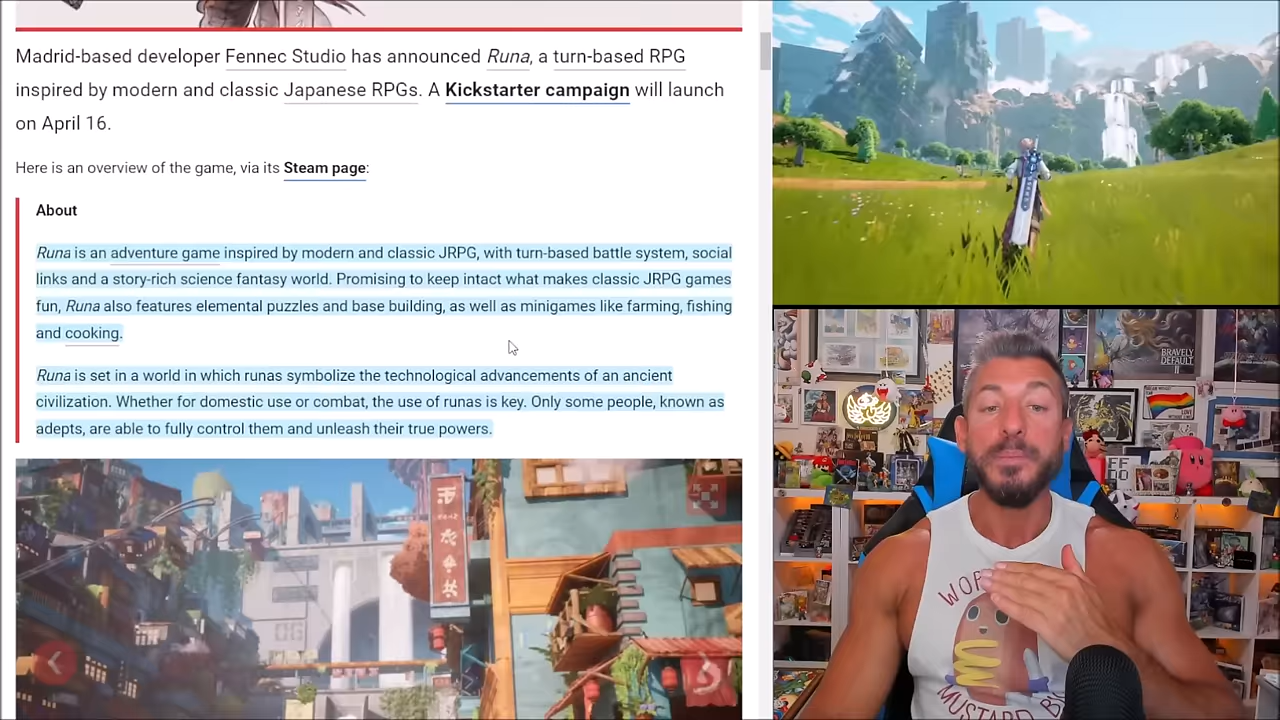 Madrid-based developer Fennec Studio has announced Runa, a turn-based RPG
inspired by modern and classic Japanese RPGs. A Kickstarter campaign will launch
on April 16.
Here is an overview of the game, via its Steam page:
About
Runa is an adventure game inspired by modern and classic JRPG, with turn-based battle system, social
links and a story-rich science fantasy world. Promising to keep intact what makes classic JRPG games
fun, Runa also features elemental puzzles and base building, as well as minigames like farming, fishing
and cooking.
Runa is set in a world in which runas symbolize the technological advancements of an ancient
civilization. Whether for domestic use or combat, the use of runas is key. Only some people, known as
adepts, are able to fully control them and unleash their true powers.
BRAVELY
DEFAULT
II
MUSTARD